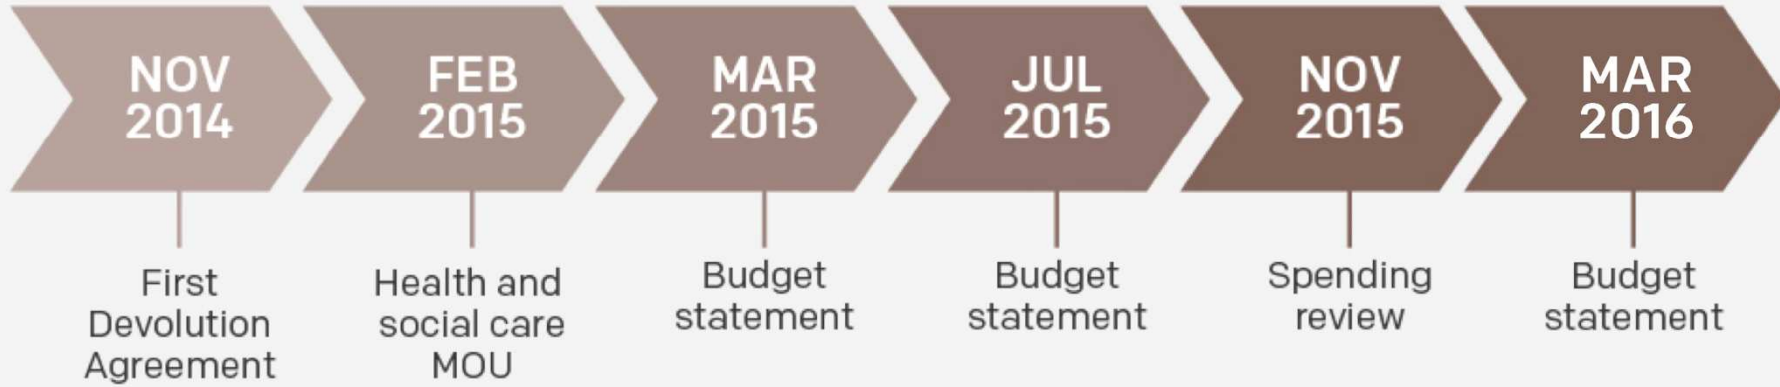 NOV
2014
FEB
2015
MAR
2015
JUL
2015
NOV
2015
MAR
2016
First
Devolution
Agreement
Health and
social care
MOU
Budget
statement
Budget
statement
Spending
review
Budget
statement